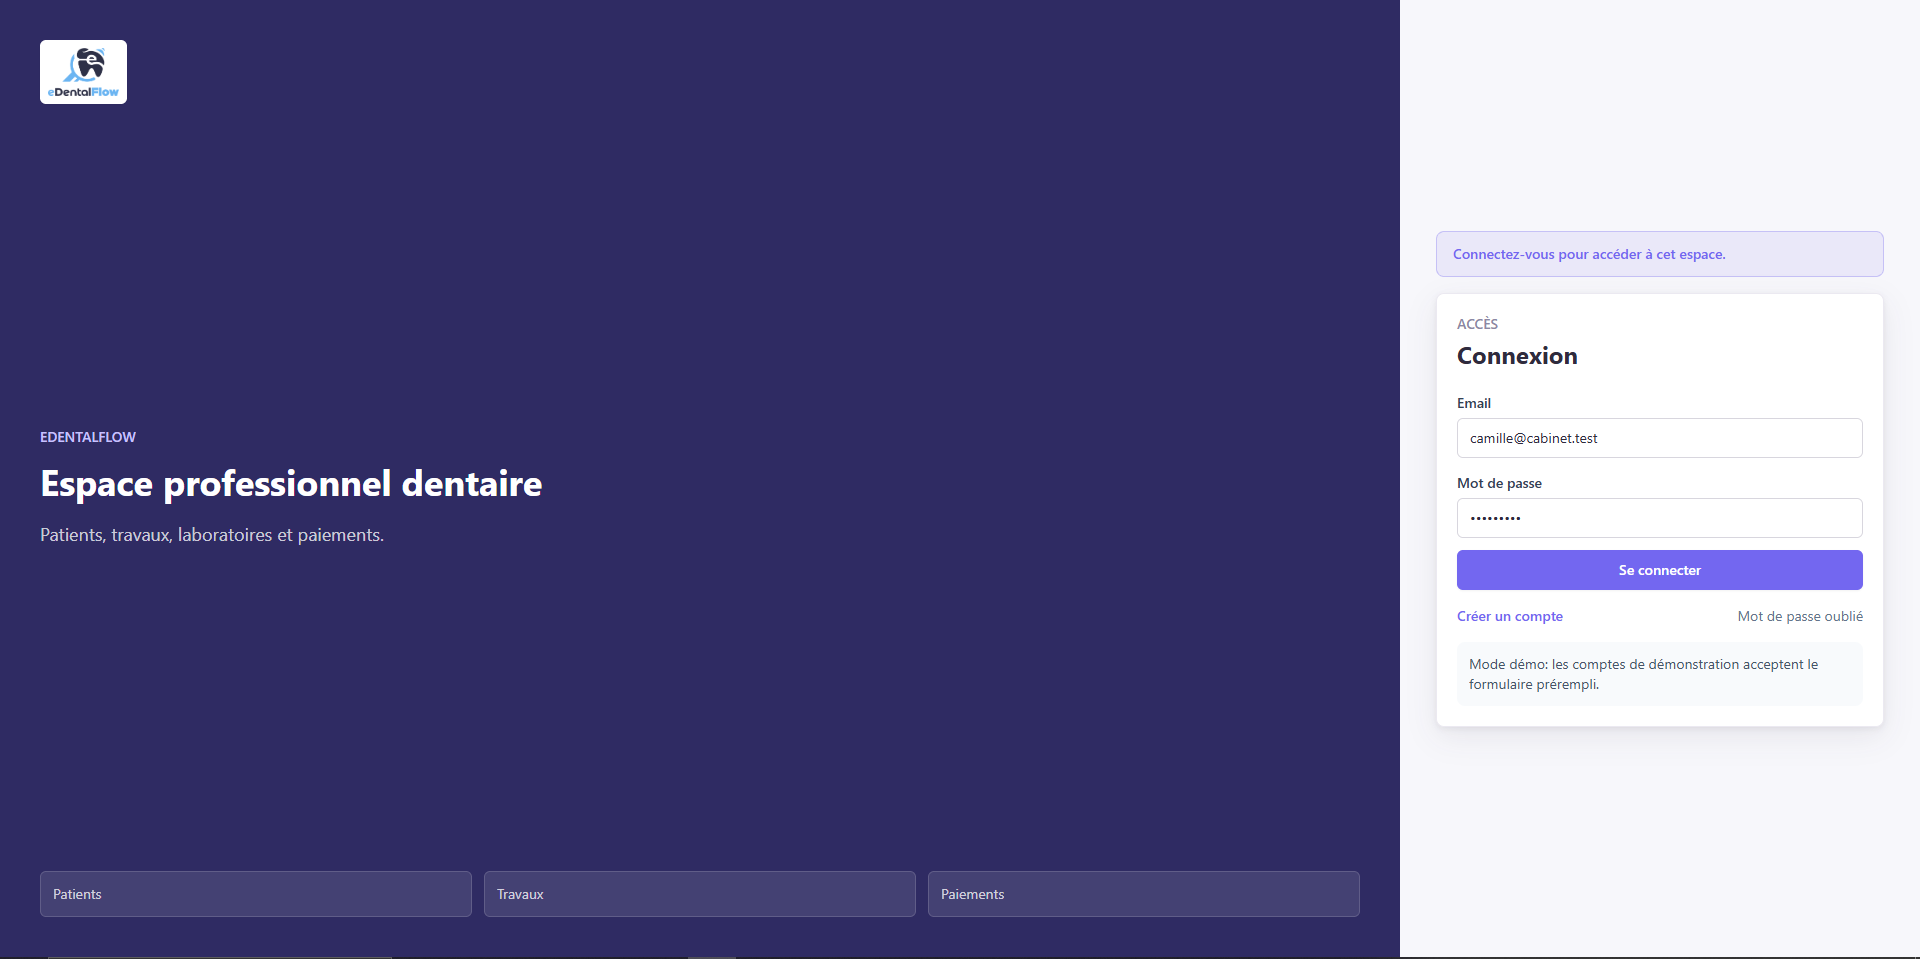 eDentalFlow
EDENTALFLOW
Espace professionnel dentaire
Patients, travaux, laboratoires et paiements.
Patients
Travaux
Paiements
Connectez-vous pour accéder à cet espace.
ACCÈS
Connexion
Email
camille@cabinet.test
Mot de passe
•••••••••
Se connecter
Créer un compte
Mot de passe oublié
Mode démo: les comptes de démonstration acceptent le
formulaire prérempli.